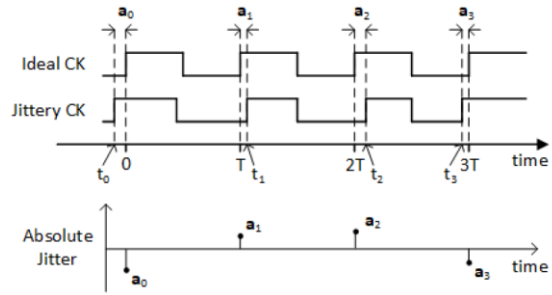 a₀ a₁ a₂ a₃
Ideal CK
Jittery CK
t₀ 0 T t₁ 2T t₂ t₃ 3T time
Absolute
Jitter
a₀ a₁ a₂ a₃ time